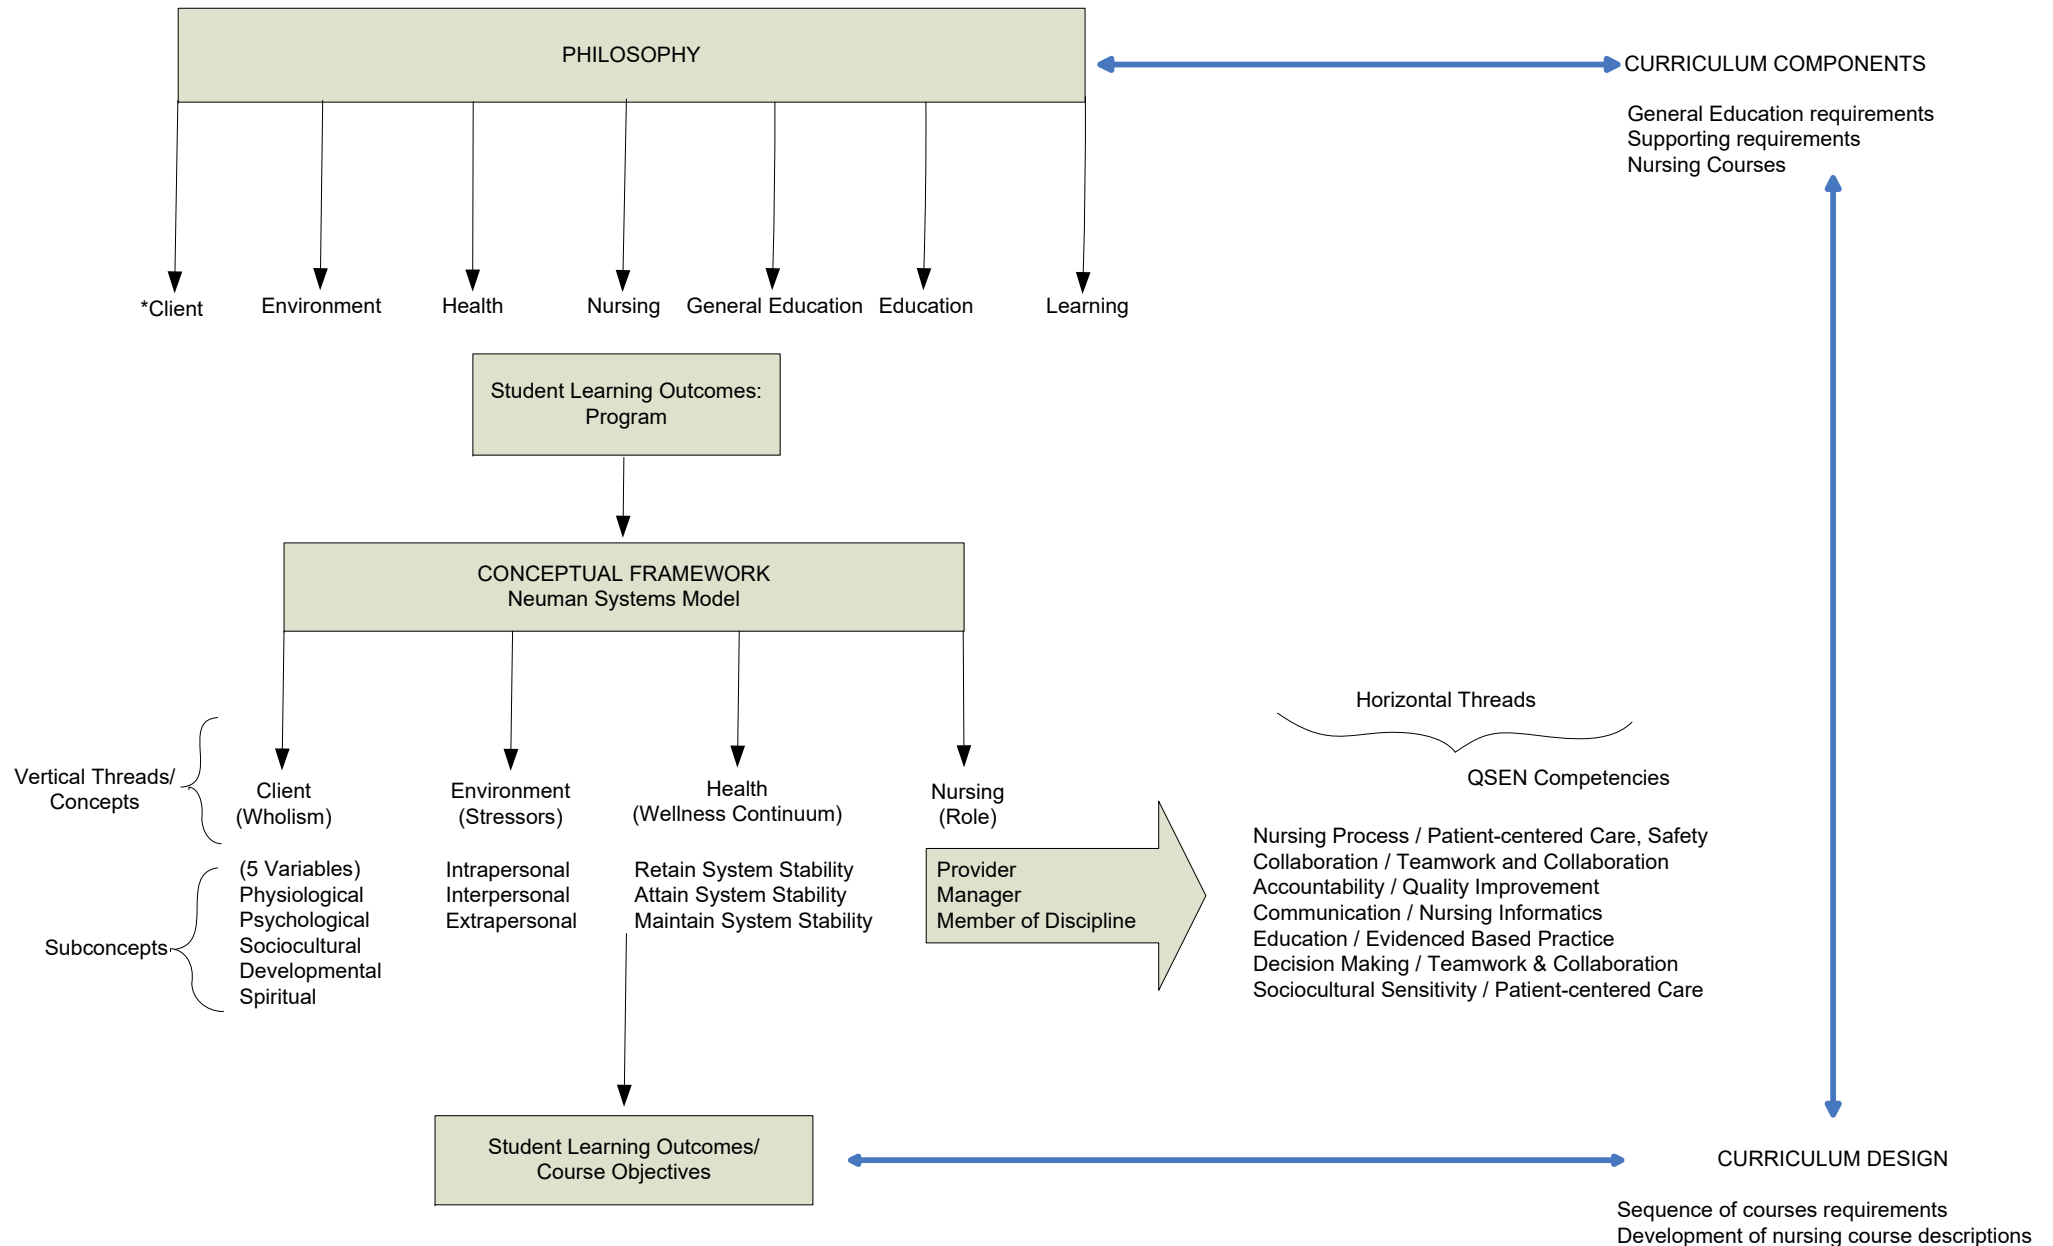 PHILOSOPHY
CURRICULUM COMPONENTS
General Education requirements
Supporting requirements
Nursing Courses
*Client
Environment
Health
Nursing
General Education
Education
Learning
Student Learning Outcomes:
Program
CONCEPTUAL FRAMEWORK
Neuman Systems Model
Vertical Threads/
Concepts
Client
(Wholism)
Environment
(Stressors)
Health
(Wellness Continuum)
Nursing
(Role)
Subconcepts
(5 Variables)
Physiological
Psychological
Sociocultural
Developmental
Spiritual
Intrapersonal
Interpersonal
Extrapersonal
Retain System Stability
Attain System Stability
Maintain System Stability
Provider
Manager
Member of Discipline
Horizontal Threads
QSEN Competencies
Nursing Process / Patient-centered Care, Safety
Collaboration / Teamwork and Collaboration
Accountability / Quality Improvement
Communication / Nursing Informatics
Education / Evidenced Based Practice
Decision Making / Teamwork & Collaboration
Sociocultural Sensitivity / Patient-centered Care
Student Learning Outcomes/
Course Objectives
CURRICULUM DESIGN
Sequence of courses requirements
Development of nursing course descriptions